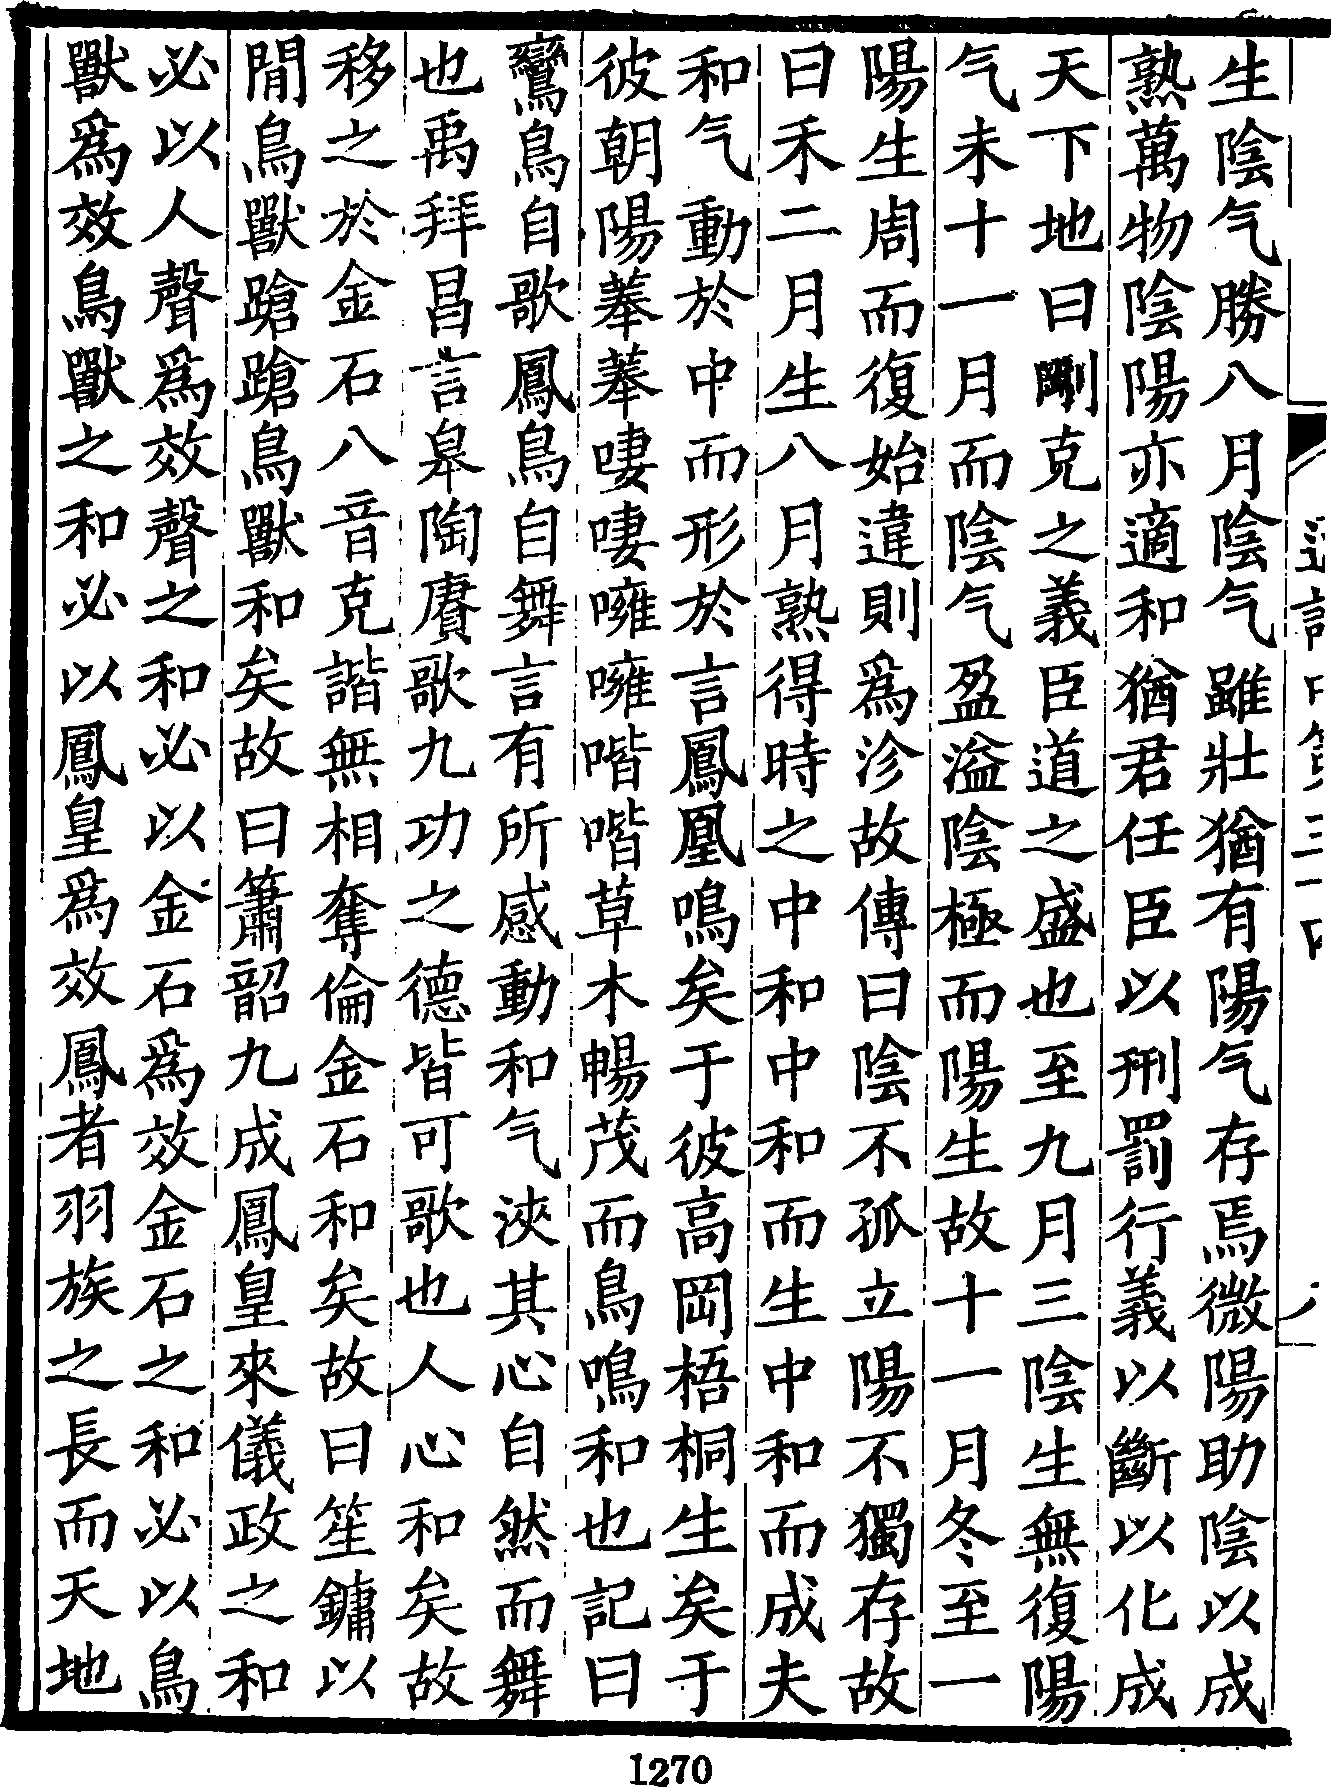 生陰气勝八月陰气雖壯猶有陽气存焉微陽助陰以成
熟萬物陰陽亦適和猶君任臣以刑罰行義以斷以化成
天下地曰剛克之義臣道之盛也至九月三陰生無復陽
气未十一月而陰气盈溢陰極而陽生故十一月冬至一
陽生周而復始違則爲沴故傳曰陰不孤立陽不獨存故
曰禾二月生八月熟得時之中和中和而生中和而成夫
和气動於中而形於言鳳凰鳴矣于彼高岡梧桐生矣于
彼朝陽菶菶萋萋噰噰喈喈草木暢茂而鳥鳴和也記曰
鸞鳥自歌鳳鳥自舞言有所感動和气浹其心自然而舞
也禹拜昌言皋陶賡歌九功之德皆可歌也人心和矣故
移之於金石八音克諧無相奪倫金石和矣故曰笙鏞以
閒鳥獸蹌蹌鳥獸和矣故曰簫韶九成鳳皇來儀政之和
必以人聲爲效聲之和必以金石爲效金石之和必以鳥
獸爲效鳥獸之和必以鳳皇爲效鳳者羽族之長而天地
1270